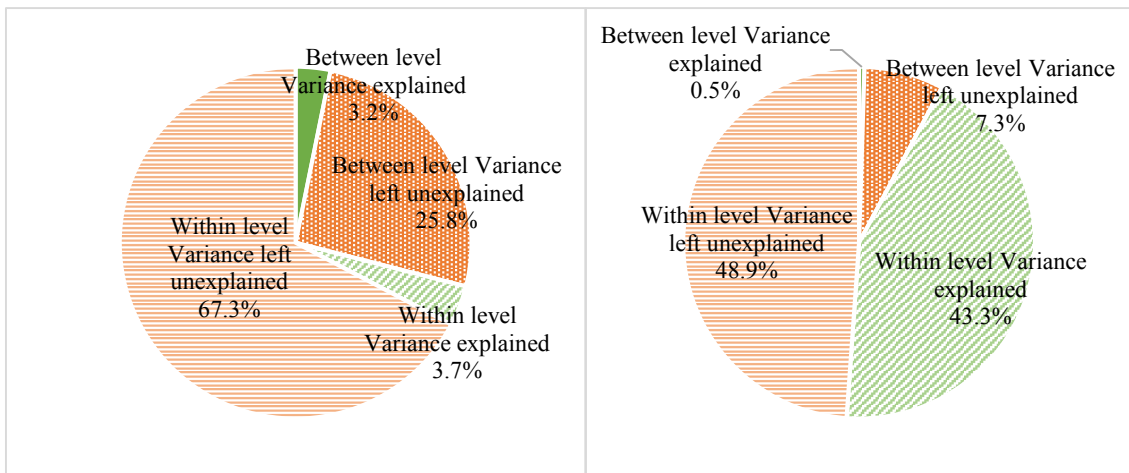 Between level
Variance explained
3.2%
Between level Variance
left unexplained
25.8%
Within level
Variance left
unexplained
67.3%
Within level
Variance explained
3.7%
Between level Variance
explained
0.5%
Between level Variance
left unexplained
7.3%
Within level Variance
left unexplained
48.9%
Within level Variance
explained
43.3%